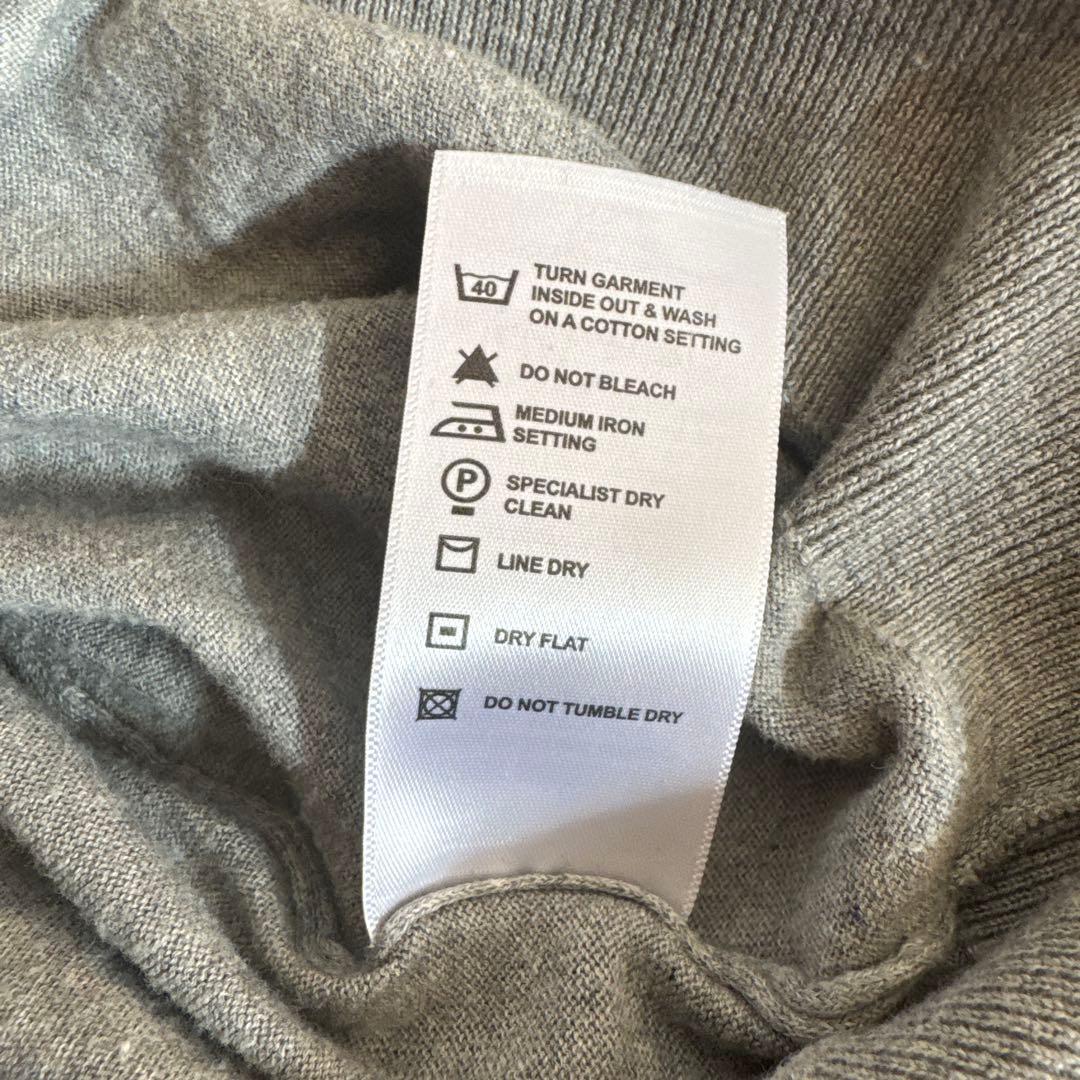 40
TURN GARMENT
INSIDE OUT & WASH
ON A COTTON SETTING
DO NOT BLEACH
MEDIUM IRON
SETTING
P
SPECIALIST DRY
CLEAN
LINE DRY
DRY FLAT
DO NOT TUMBLE DRY